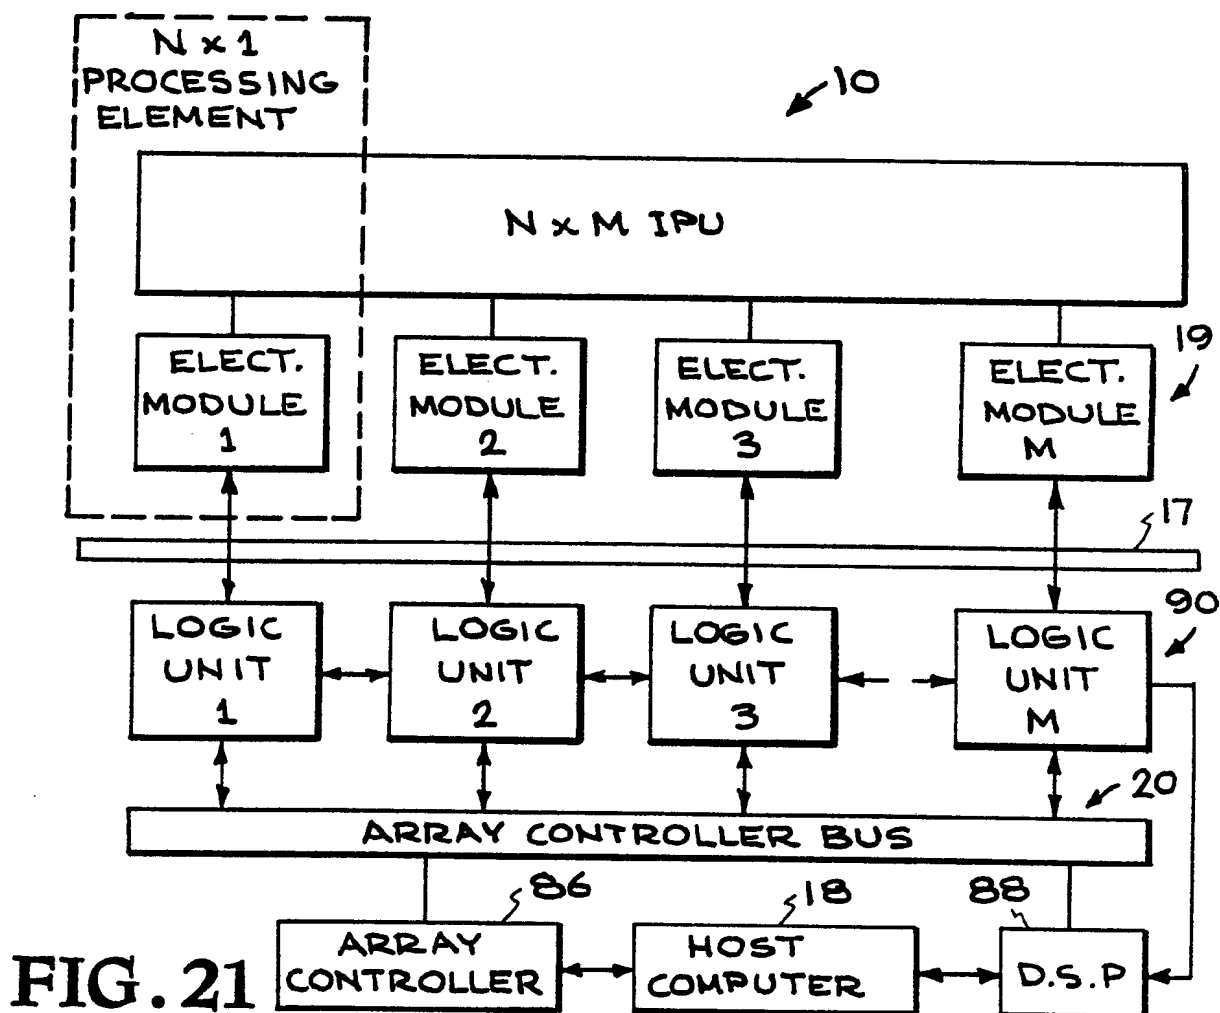 N x 1
PROCESSING
ELEMENT
10
N x M IPU
ELECT.
MODULE
1
ELECT.
MODULE
2
ELECT.
MODULE
3
ELECT.
MODULE
M
19
17
LOGIC
UNIT
1
LOGIC
UNIT
2
LOGIC
UNIT
3
LOGIC
UNIT
M
90
20
ARRAY CONTROLLER BUS
86
18
88
ARRAY
CONTROLLER
HOST
COMPUTER
D.S.P
FIG. 21